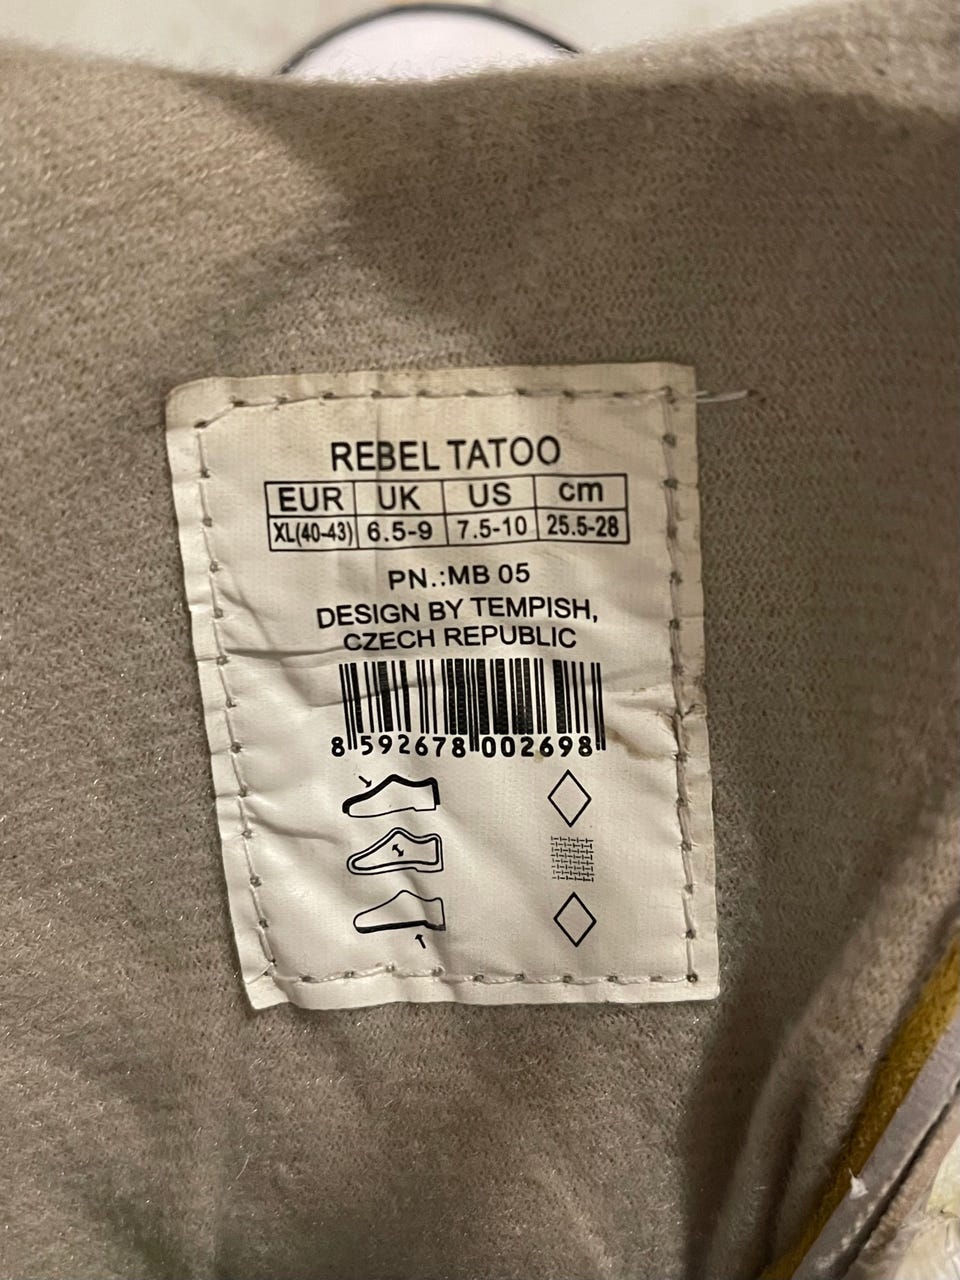 REBEL TATOO
EUR UK US cm
XL(40-43) 6.5-9 7.5-10 25.5-28
PN.:MB 05
DESIGN BY TEMPISH,
CZECH REPUBLIC
8 592678 002698